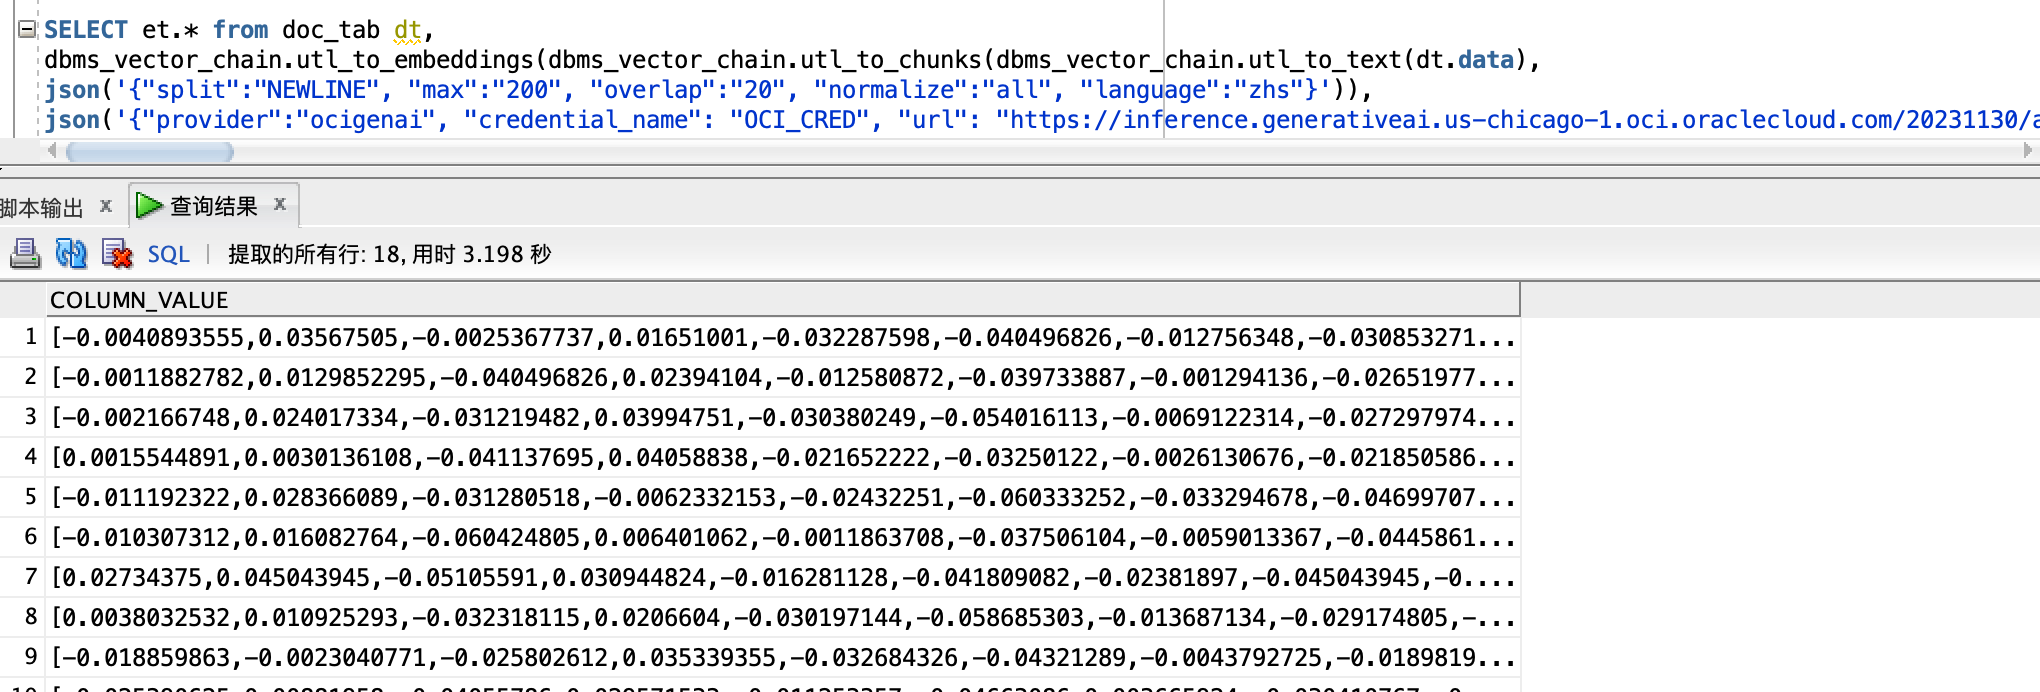 SELECT et.* from doc_tab dt,
dbms_vector_chain.utl_to_embeddings(dbms_vector_chain.utl_to_chunks(dbms_vector_chain.utl_to_text(dt.data),
json('{"split":"NEWLINE", "max":"200", "overlap":"20", "normalize":"all", "language":"zhs"}')),
json('{"provider":"ocigenai", "credential_name": "OCI_CRED", "url": "https://inference.generativeai.us-chicago-1.oci.oraclecloud.com/20231130/a
脚本输出 x 查询结果 x
SQL | 提取的所有行: 18, 用时 3.198 秒
COLUMN_VALUE
1 [-0.0040893555,0.03567505,-0.0025367737,0.01651001,-0.032287598,-0.040496826,-0.012756348,-0.030853271...
2 [-0.0011882782,0.0129852295,-0.040496826,0.02394104,-0.012580872,-0.039733887,-0.001294136,-0.02651977...
3 [-0.002166748,0.024017334,-0.031219482,0.03994751,-0.030380249,-0.054016113,-0.0069122314,-0.027297974...
4 [0.0015544891,0.0030136108,-0.041137695,0.04058838,-0.021652222,-0.03250122,-0.0026130676,-0.021850586...
5 [-0.011192322,0.028366089,-0.031280518,-0.0062332153,-0.02432251,-0.060333252,-0.033294678,-0.04699707...
6 [-0.010307312,0.016082764,-0.060424805,0.006401062,-0.0011863708,-0.037506104,-0.0059013367,-0.0445861...
7 [0.02734375,0.045043945,-0.05105591,0.030944824,-0.016281128,-0.041809082,-0.02381897,-0.045043945,-0....
8 [0.0038032532,0.010925293,-0.032318115,0.0206604,-0.030197144,-0.058685303,-0.013687134,-0.029174805,-...
9 [-0.018859863,-0.0023040771,-0.025802612,0.035339355,-0.032684326,-0.04321289,-0.0043792725,-0.0189819...